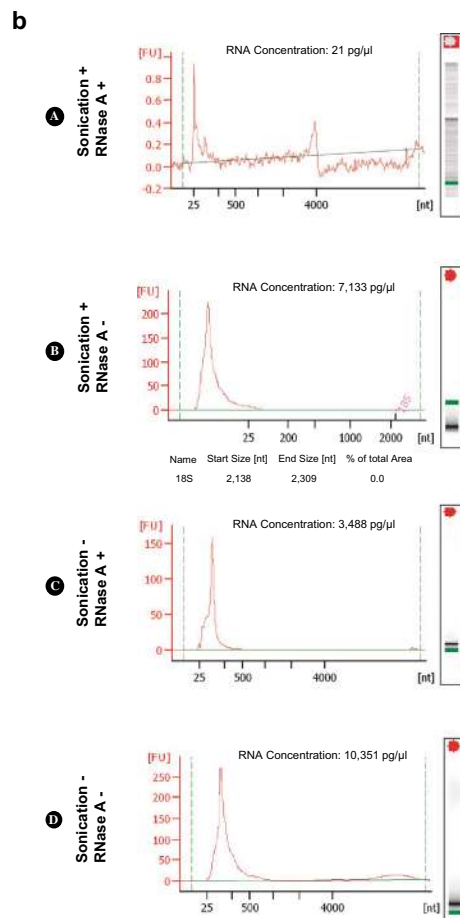 b
A
Sonication +
RNase A +
[FU]
RNA Concentration: 21 pg/µl
0.8
0.6
0.4
0.2
0.0
-0.2
25 500 4000 [nt]
B
Sonication +
RNase A -
[FU]
RNA Concentration: 7,133 pg/µl
200
150
100
50
0
18S
25 200 1000 2000 [nt]
Name Start Size [nt] End Size [nt] % of total Area
18S 2,138 2,309 0.0
C
Sonication -
RNase A +
[FU]
RNA Concentration: 3,488 pg/µl
150
100
50
0
25 500 4000 [nt]
D
Sonication -
RNase A -
[FU]
RNA Concentration: 10,351 pg/µl
250
200
150
100
50
0
25 500 4000 [nt]